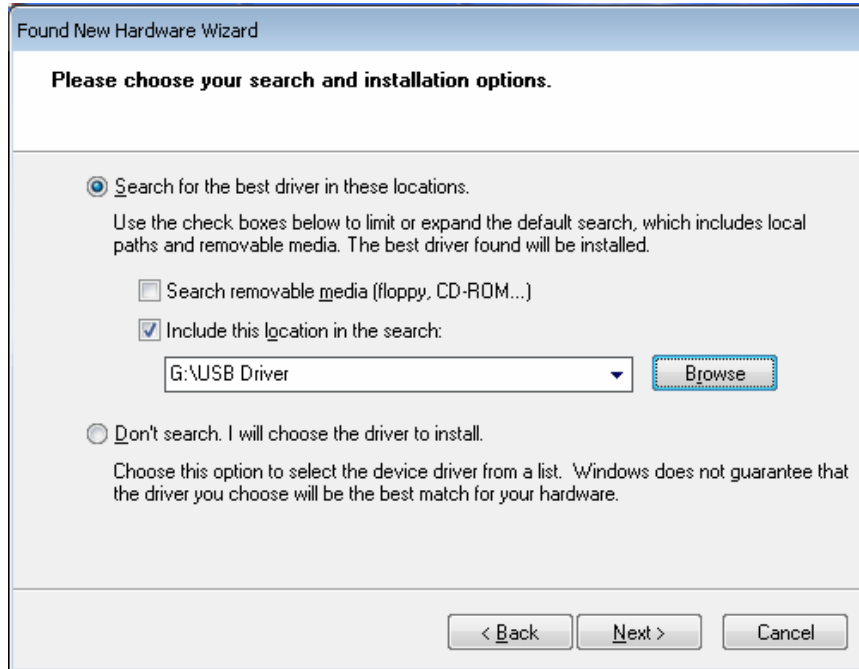 Found New Hardware Wizard
Please choose your search and installation options.
Search for the best driver in these locations.
Use the check boxes below to limit or expand the default search, which includes local
paths and removable media. The best driver found will be installed.
Search removable media (floppy, CD-ROM...)
Include this location in the search:
G:\USB Driver
Browse
Don't search. I will choose the driver to install.
Choose this option to select the device driver from a list. Windows does not guarantee that
the driver you choose will be the best match for your hardware.
< Back Next > Cancel